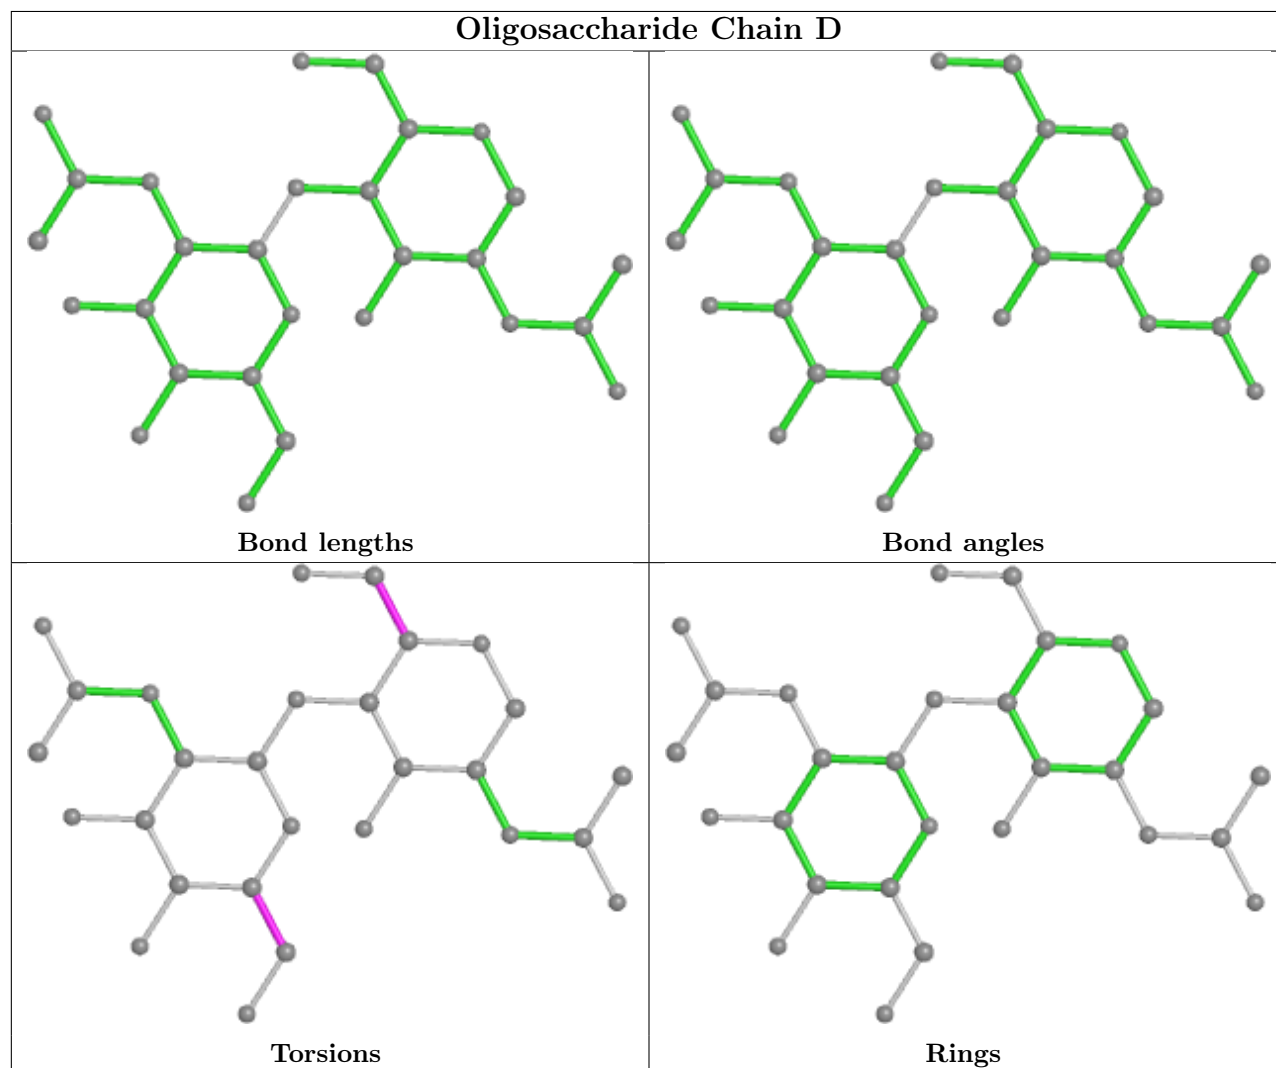 Oligosaccharide Chain D
Bond lengths
Bond angles
Torsions
Rings